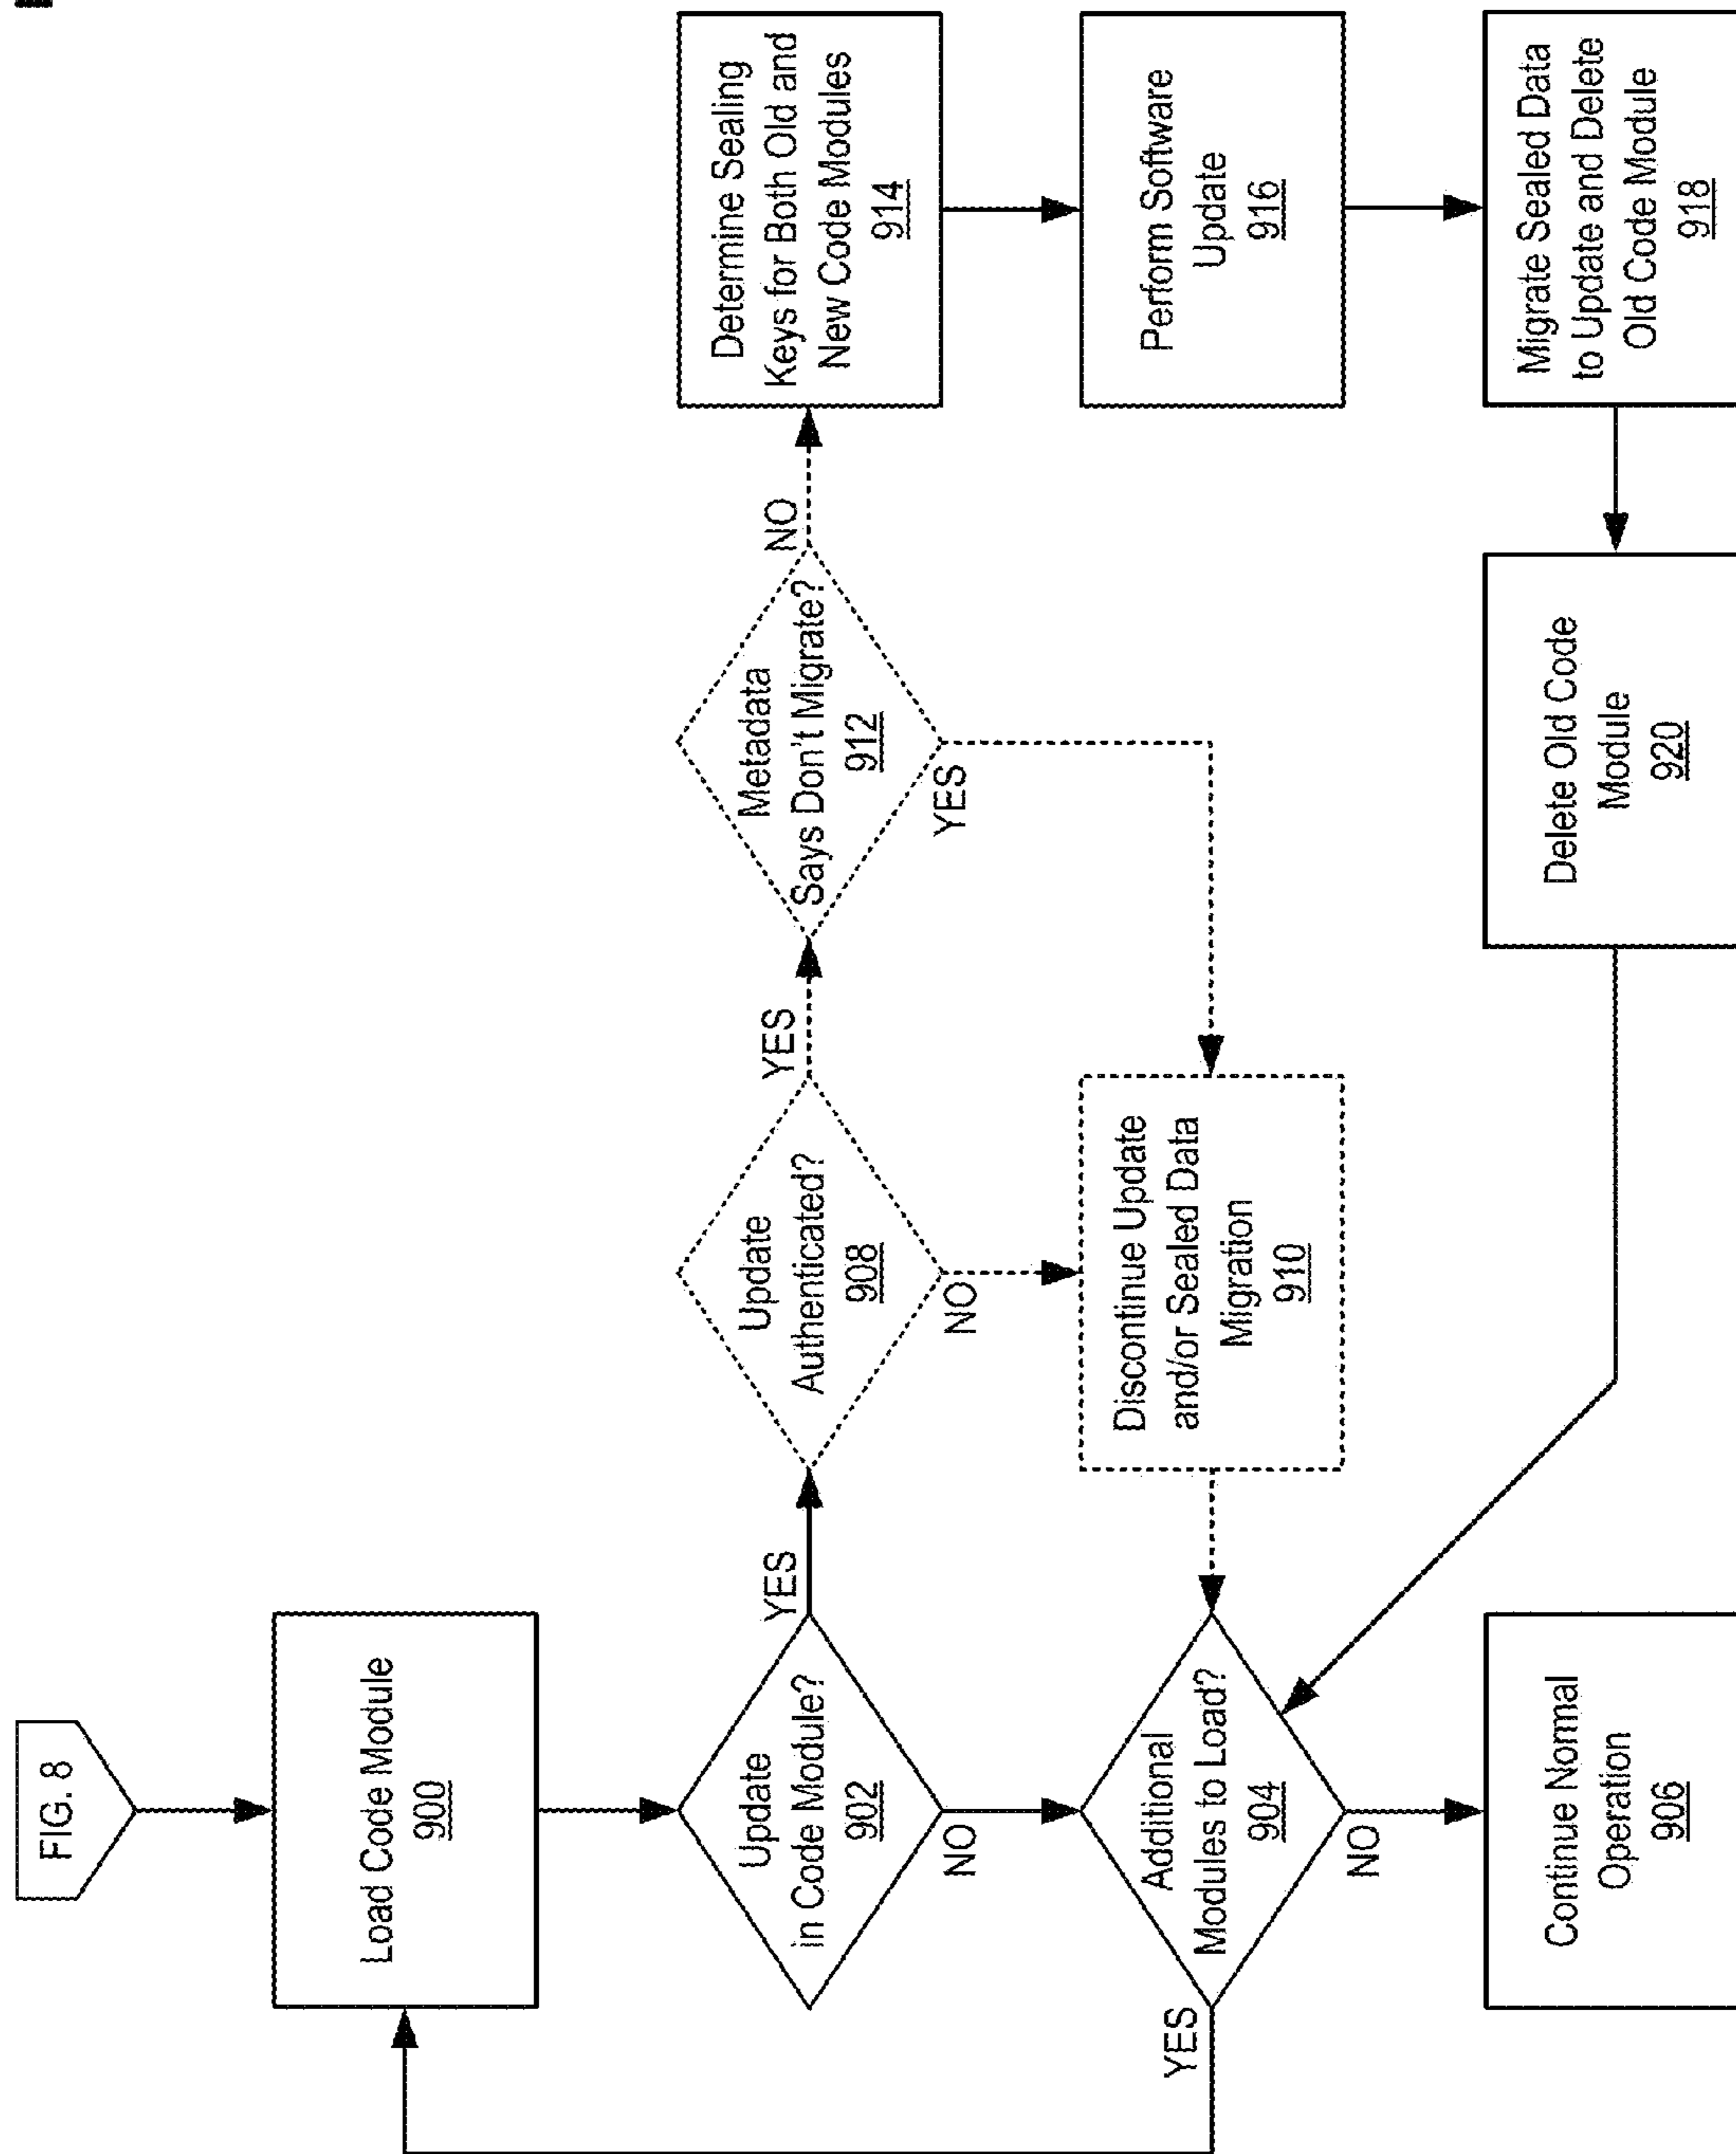 FIG. 8
Load Code Module
900
Update
in Code Module?
902
YES
NO
Additional
Modules to Load?
904
YES
NO
Continue Normal
Operation
906
Update
Authenticated?
908
YES
NO
Discontinue Update
and/or Sealed Data
Migration
910
Metadata
Says Don't Migrate?
912
NO
YES
Determine Sealing
Keys for Both Old and
New Code Modules
914
Perform Software
Update
916
Migrate Sealed Data
to Update and Delete
Old Code Module
918
Delete Old Code
Module
920